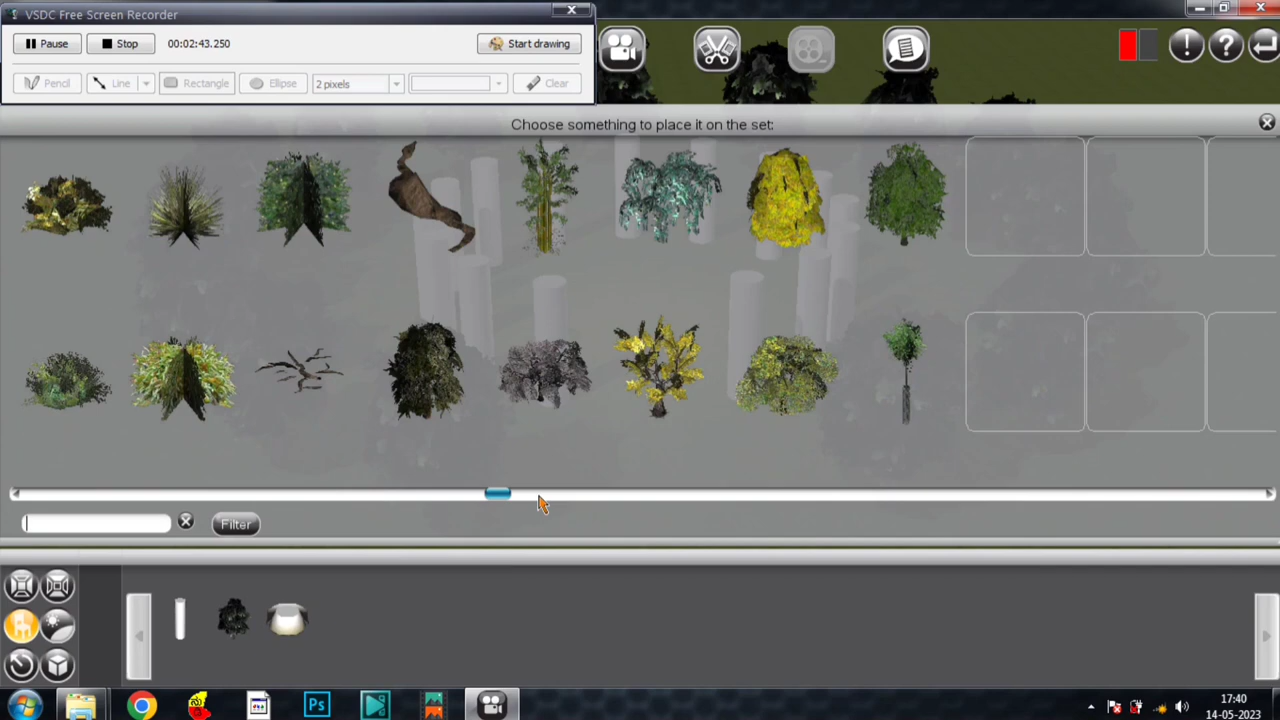 VSDC Free Screen Recorder
Pause
Stop
00:02:43.250
Start drawing
Pencil
Line
Rectangle
Ellipse
2 pixels
Clear
Choose something to place it on the set:
Filter
Ps
17:40
14-05-2023